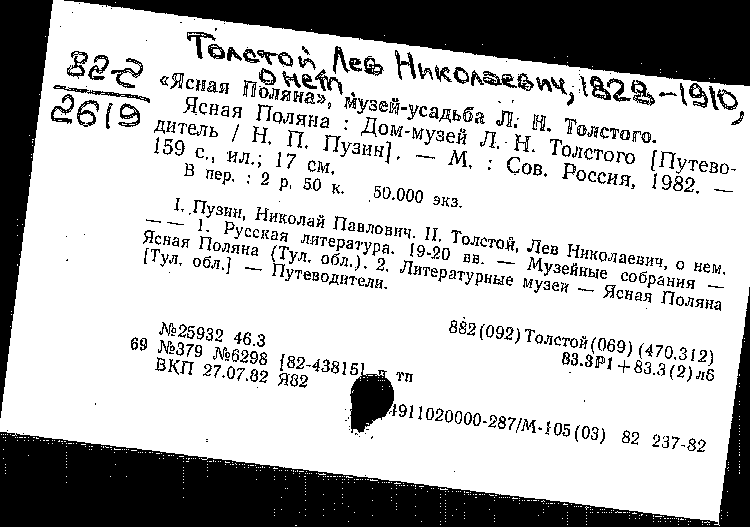 Толстой Лев Николаевич, 1828-1910,
о нем.
82-2
2619
«Ясная Поляна», музей-усадьба Л. Н. Толстого.
Ясная Поляна : Дом-музей Л. Н. Толстого [Путево-
дитель / Н. П. Пузин]. — М. : Сов. Россия, 1982. —
159 с., ил.; 17 см.
В пер. : 2 р. 50 к. 50.000 экз.
I. Пузин, Николай Павлович. II. Толстой, Лев Николаевич, о нем.
— — 1. Русская литература. 19-20 вв. — Музейные собрания —
Ясная Поляна (Тул. обл.). 2. Литературные музеи — Ясная Поляна
[Тул. обл.] — Путеводители.
882(092)Толстой(069)(470.312)
83.3Р1+83.3(2)л6
№25932 46.3
69 №379 №6298 [82-43815] п тп
ВКП 27.07.82 Я82
4911020000-287/М-105(03) 82 237-82